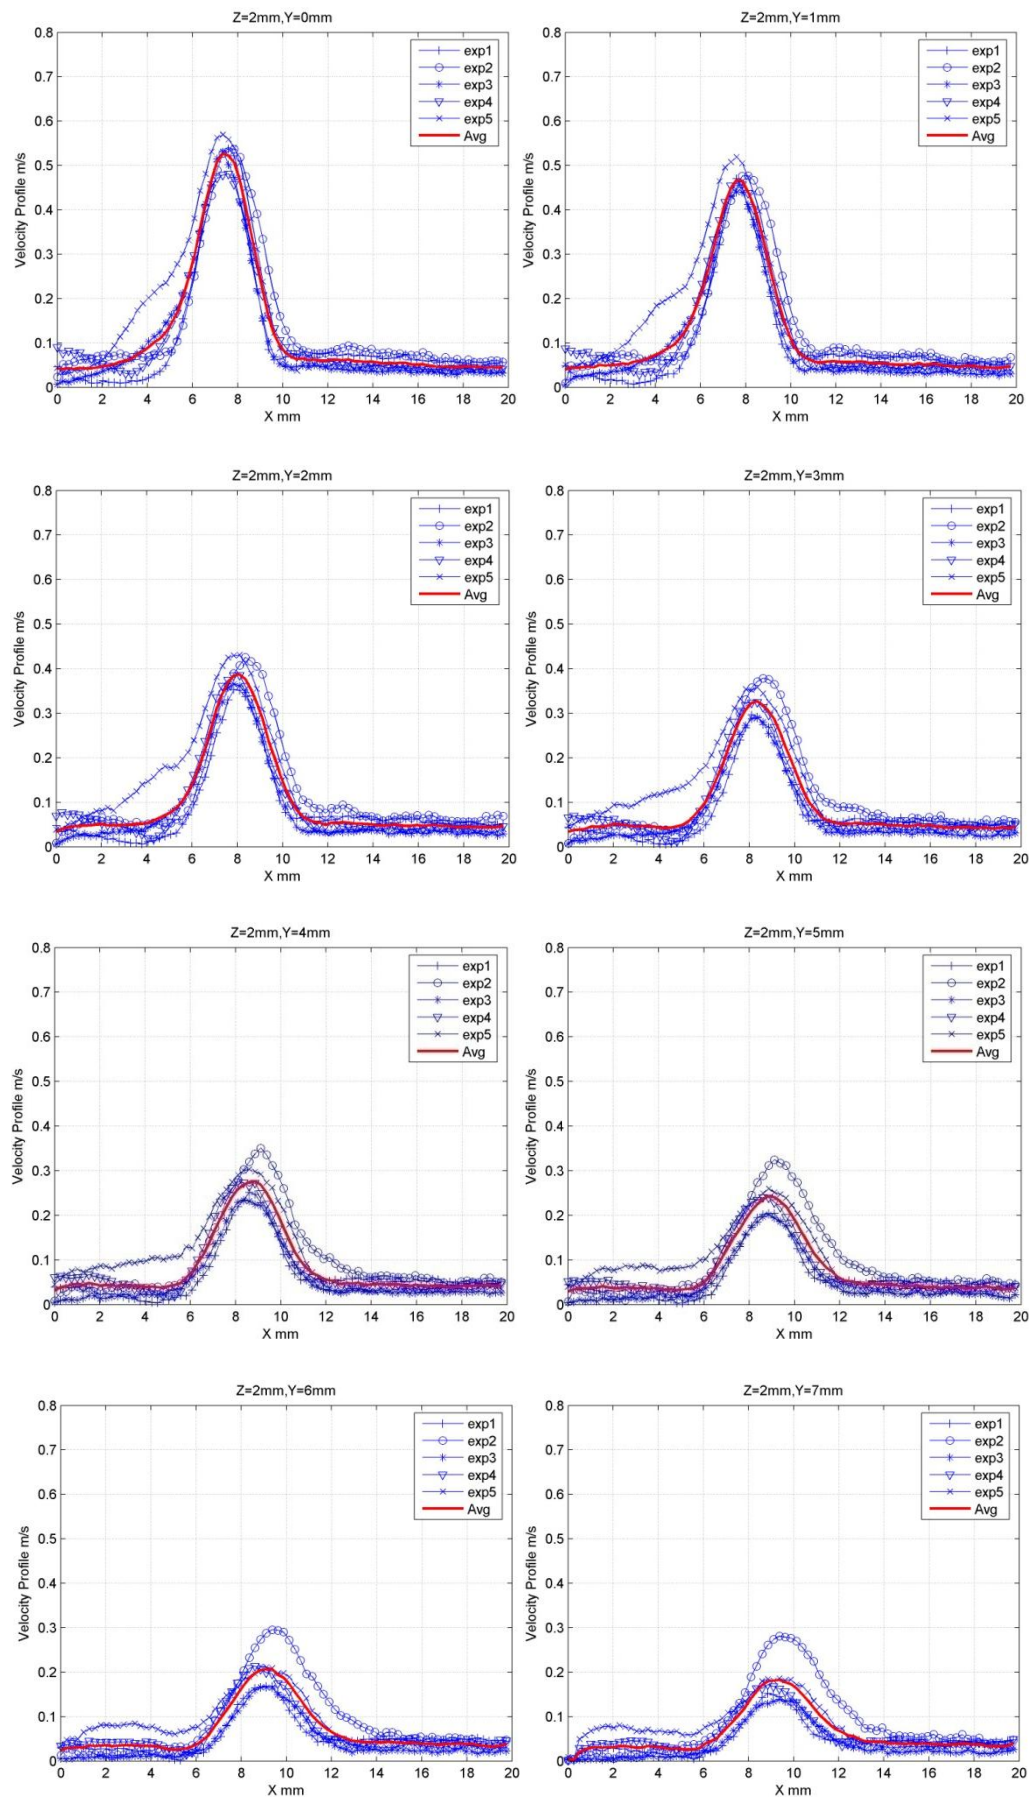 Z=2mm,Y=0mm
0.8
0.7
0.6
0.5
0.4
0.3
0.2
0.1
0
Velocity Profile m/s
exp1
exp2
exp3
exp4
exp5
Avg
0 2 4 6 8 10 12 14 16 18 20
X mm
Z=2mm,Y=1mm
0.8
0.7
0.6
0.5
0.4
0.3
0.2
0.1
0
Velocity Profile m/s
exp1
exp2
exp3
exp4
exp5
Avg
0 2 4 6 8 10 12 14 16 18 20
X mm
Z=2mm,Y=2mm
0.8
0.7
0.6
0.5
0.4
0.3
0.2
0.1
0
Velocity Profile m/s
exp1
exp2
exp3
exp4
exp5
Avg
0 2 4 6 8 10 12 14 16 18 20
X mm
Z=2mm,Y=3mm
0.8
0.7
0.6
0.5
0.4
0.3
0.2
0.1
0
Velocity Profile m/s
exp1
exp2
exp3
exp4
exp5
Avg
0 2 4 6 8 10 12 14 16 18 20
X mm
Z=2mm,Y=4mm
0.8
0.7
0.6
0.5
0.4
0.3
0.2
0.1
0
Velocity Profile m/s
exp1
exp2
exp3
exp4
exp5
Avg
0 2 4 6 8 10 12 14 16 18 20
X mm
Z=2mm,Y=5mm
0.8
0.7
0.6
0.5
0.4
0.3
0.2
0.1
0
Velocity Profile m/s
exp1
exp2
exp3
exp4
exp5
Avg
0 2 4 6 8 10 12 14 16 18 20
X mm
Z=2mm,Y=6mm
0.8
0.7
0.6
0.5
0.4
0.3
0.2
0.1
0
Velocity Profile m/s
exp1
exp2
exp3
exp4
exp5
Avg
0 2 4 6 8 10 12 14 16 18 20
X mm
Z=2mm,Y=7mm
0.8
0.7
0.6
0.5
0.4
0.3
0.2
0.1
0
Velocity Profile m/s
exp1
exp2
exp3
exp4
exp5
Avg
0 2 4 6 8 10 12 14 16 18 20
X mm